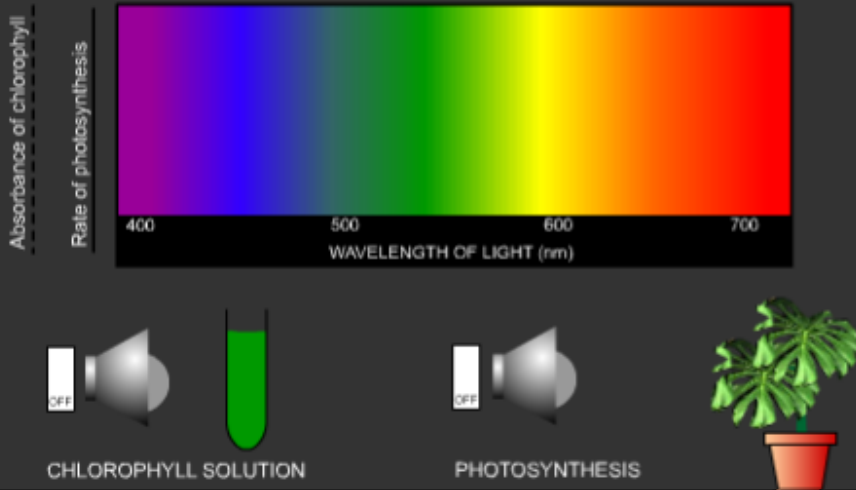 Absorbance of chlorophyll
Rate of photosynthesis
400 500 600 700
WAVELENGTH OF LIGHT (nm)
OFF OFF
CHLOROPHYLL SOLUTION PHOTOSYNTHESIS